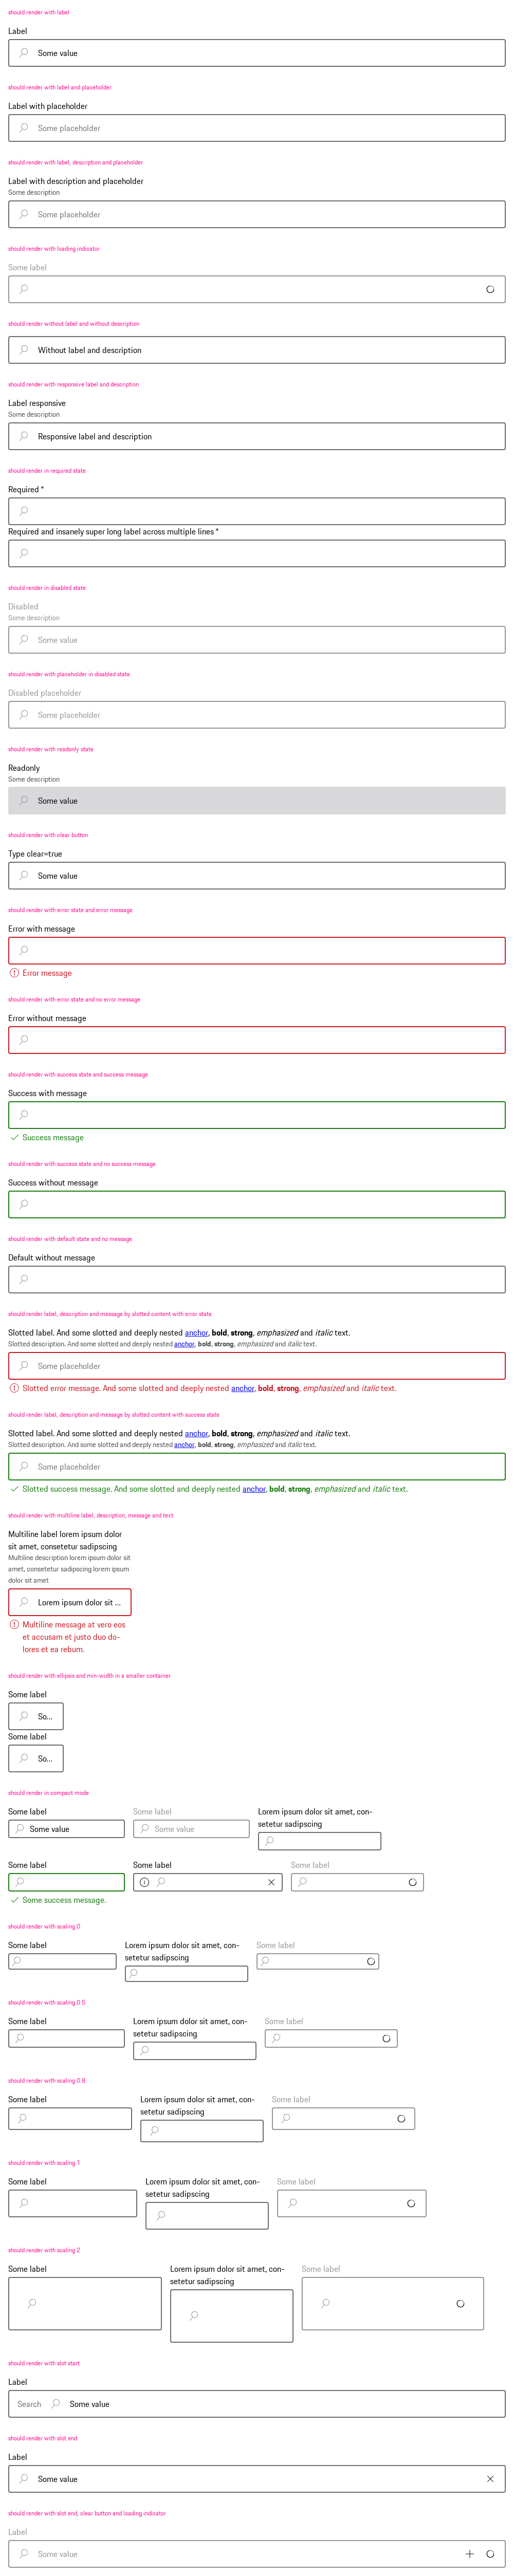 should render with label
Label
Some value
should render with label and placeholder
Label with placeholder
Some placeholder
should render with label, description and placeholder
Label with description and placeholder
Some description
Some placeholder
should render with loading indicator
Some label
should render without label and without description
Without label and description
should render with responsive label and description
Label responsive
Some description
Responsive label and description
should render in required state
Required *
Required and insanely super long label across multiple lines *
should render in disabled state
Disabled
Some description
Some value
should render with placeholder in disabled state
Disabled placeholder
Some placeholder
should render with readonly state
Readonly
Some description
Some value
should render with clear button
Type clear=true
Some value
should render with error state and error message
Error with message
Error message
should render with error state and no error message
Error without message
should render with success state and success message
Success with message
Success message
should render with success state and no success message
Success without message
should render with default state and no message
Default without message
should render label, description and message by slotted content with error state
Slotted label. And some slotted and deeply nested anchor, bold, strong, emphasized and italic text.
Slotted description. And some slotted and deeply nested anchor, bold, strong, emphasized and italic text.
Some placeholder
Slotted error message. And some slotted and deeply nested anchor, bold, strong, emphasized and italic text.
should render label, description and message by slotted content with success state
Slotted label. And some slotted and deeply nested anchor, bold, strong, emphasized and italic text.
Slotted description. And some slotted and deeply nested anchor, bold, strong, emphasized and italic text.
Some placeholder
Slotted success message. And some slotted and deeply nested anchor, bold, strong, emphasized and italic text.
should render with multiline label, description, message and text
Multiline label lorem ipsum dolor
sit amet, consetetur sadipscing
Multiline description lorem ipsum dolor sit
amet, consetetur sadipscing lorem ipsum
dolor sit amet
Lorem ipsum dolor sit ...
Multiline message at vero eos
et accusam et justo duo do-
lores et ea rebum.
should render with ellipsis and min-width in a smaller container
Some label
So...
Some label
So...
should render in compact mode
Some label
Some value
Some label
Some value
Lorem ipsum dolor sit amet, con-
setetur sadipscing
Some label
Some success message.
Some label
Some label
should render with scaling 0
Some label
Lorem ipsum dolor sit amet, con-
setetur sadipscing
Some label
should render with scaling 0.5
Some label
Lorem ipsum dolor sit amet, con-
setetur sadipscing
Some label
should render with scaling 0.8
Some label
Lorem ipsum dolor sit amet, con-
setetur sadipscing
Some label
should render with scaling 1
Some label
Lorem ipsum dolor sit amet, con-
setetur sadipscing
Some label
should render with scaling 2
Some label
Lorem ipsum dolor sit amet, con-
setetur sadipscing
Some label
should render with slot start
Label
Search Some value
should render with slot end
Label
Some value
should render with slot end, clear button and loading indicator
Label
Some value